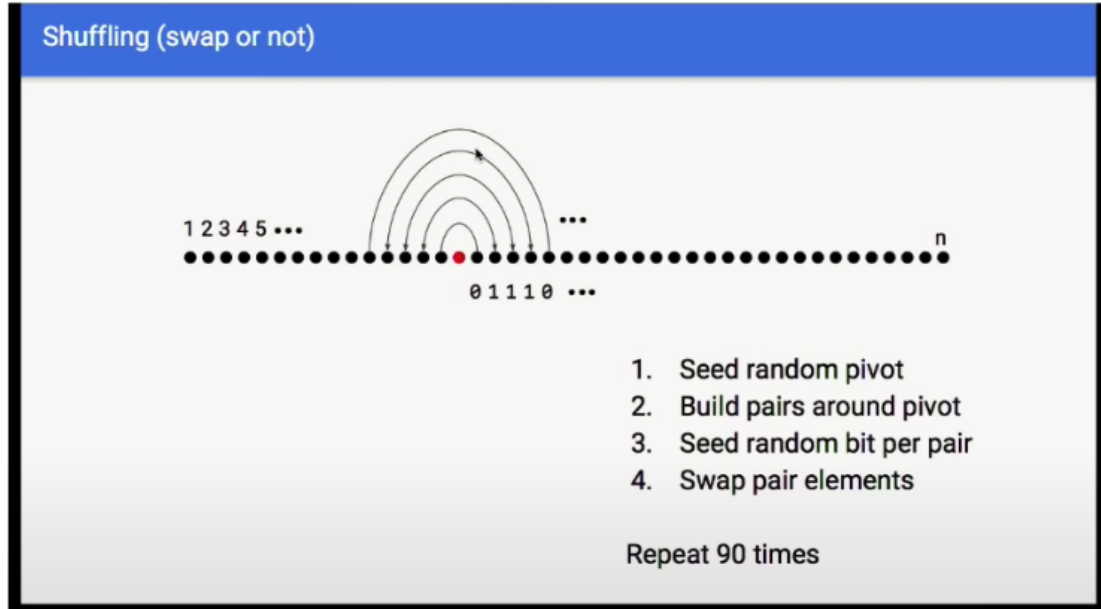 Shuffling (swap or not)
1 2 3 4 5 •••
•••
n
0 1 1 1 0 •••
1. Seed random pivot
2. Build pairs around pivot
3. Seed random bit per pair
4. Swap pair elements
Repeat 90 times